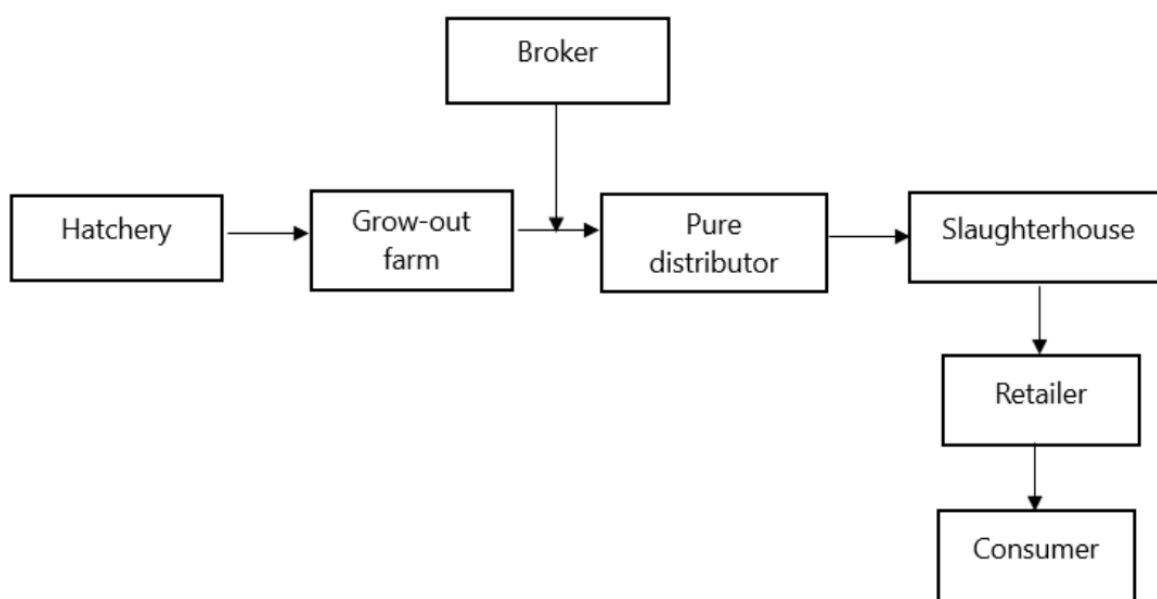 Broker
Hatchery
Grow-out
farm
Pure
distributor
Slaughterhouse
Retailer
Consumer